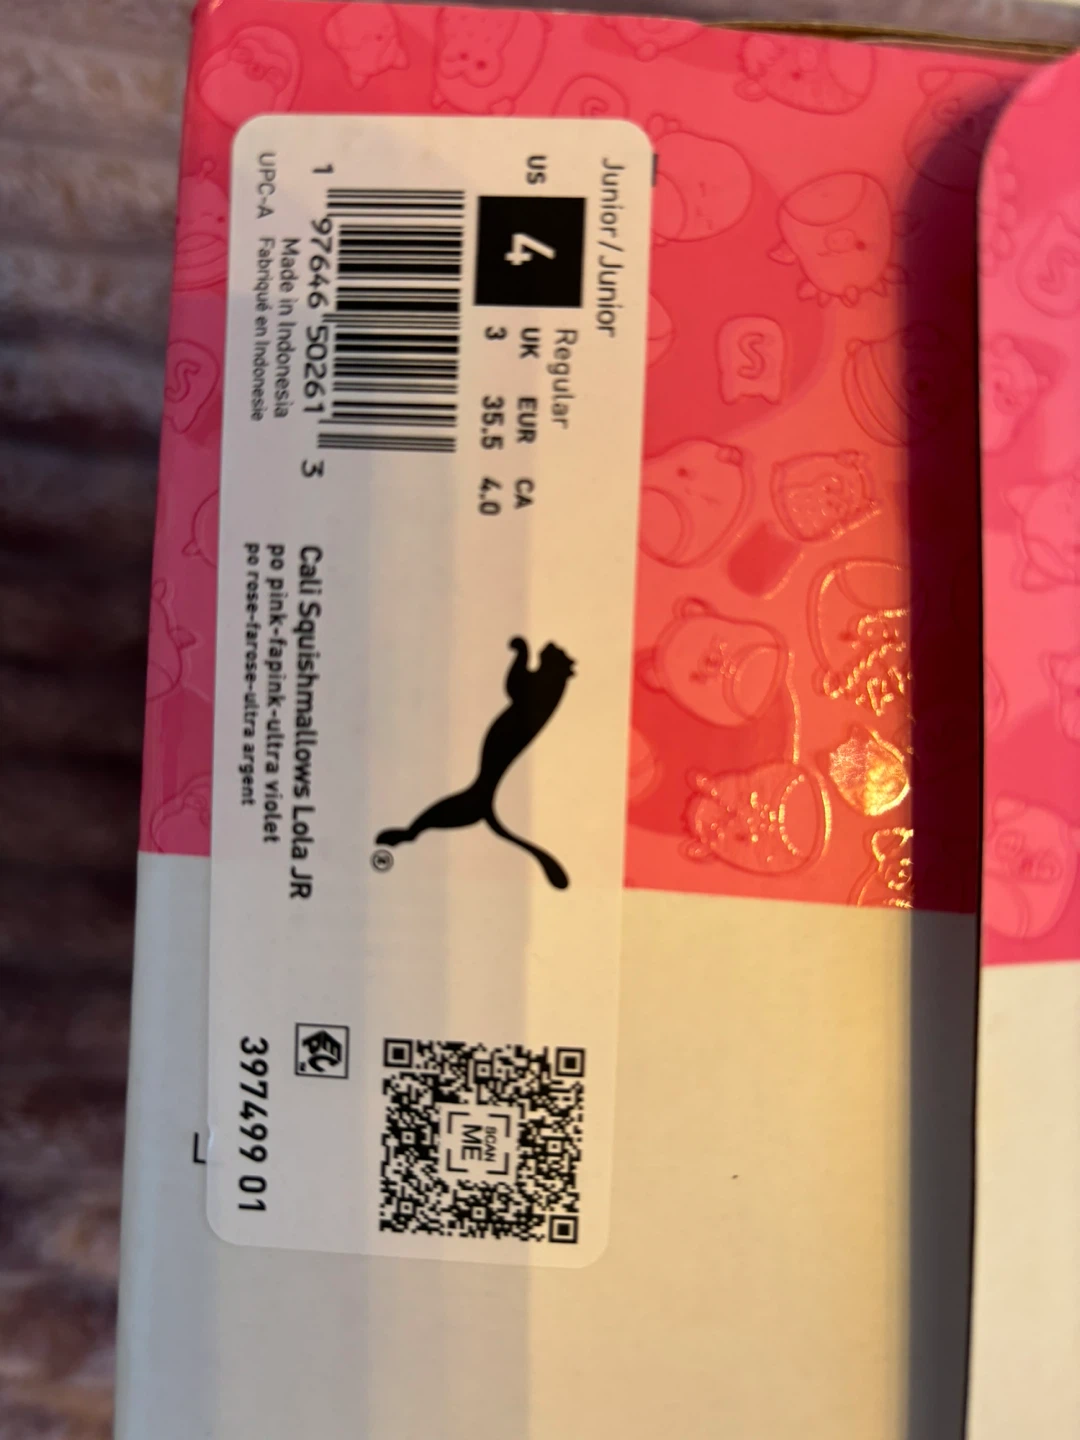 Junior/Junior
Regular
US 4
UK EUR CA
3 35.5 4.0
1 97646 50261 3
Made in Indonesia
UPC-A Fabriqué en Indonesie
®
Cali Squishmallows Lola JR
po pink-fapink-ultra violet
po rose-farose-ultra argent
SCAN
ME
397499 01